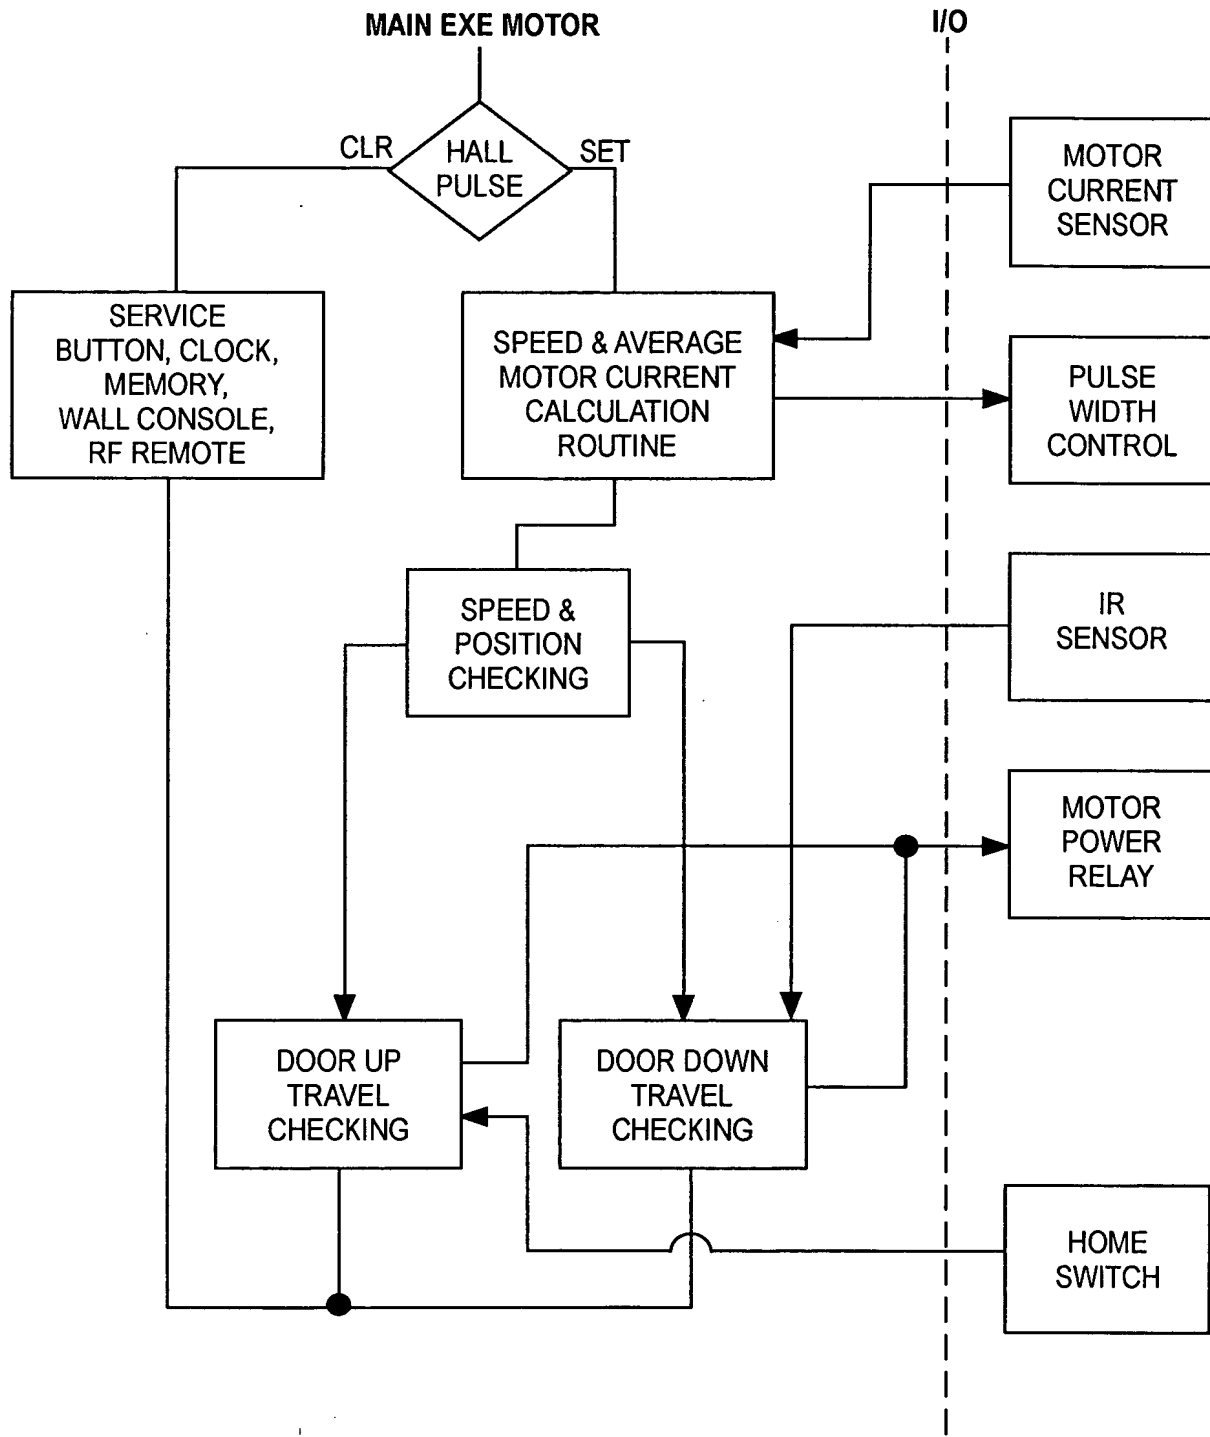 MAIN EXE MOTOR
I/O
CLR
HALL
PULSE
SET
MOTOR
CURRENT
SENSOR
SERVICE
BUTTON, CLOCK,
MEMORY,
WALL CONSOLE,
RF REMOTE
SPEED & AVERAGE
MOTOR CURRENT
CALCULATION
ROUTINE
PULSE
WIDTH
CONTROL
SPEED &
POSITION
CHECKING
IR
SENSOR
MOTOR
POWER
RELAY
DOOR UP
TRAVEL
CHECKING
DOOR DOWN
TRAVEL
CHECKING
HOME
SWITCH